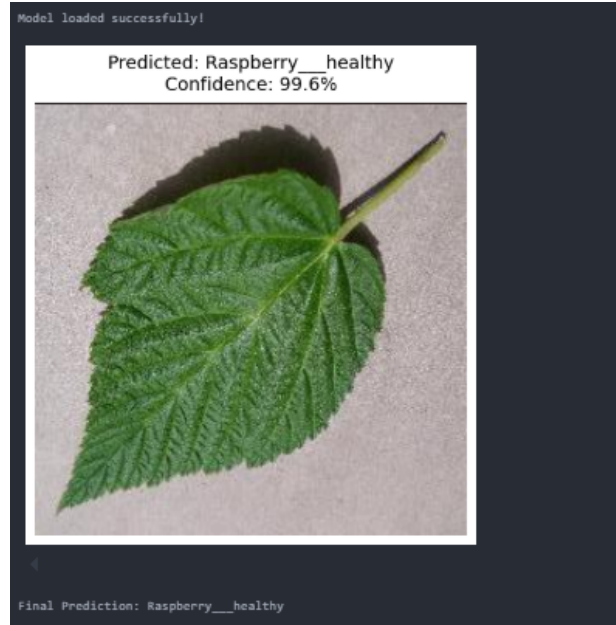 Model loaded successfully!
Predicted: Raspberry___healthy
Confidence: 99.6%
Final Prediction: Raspberry___healthy